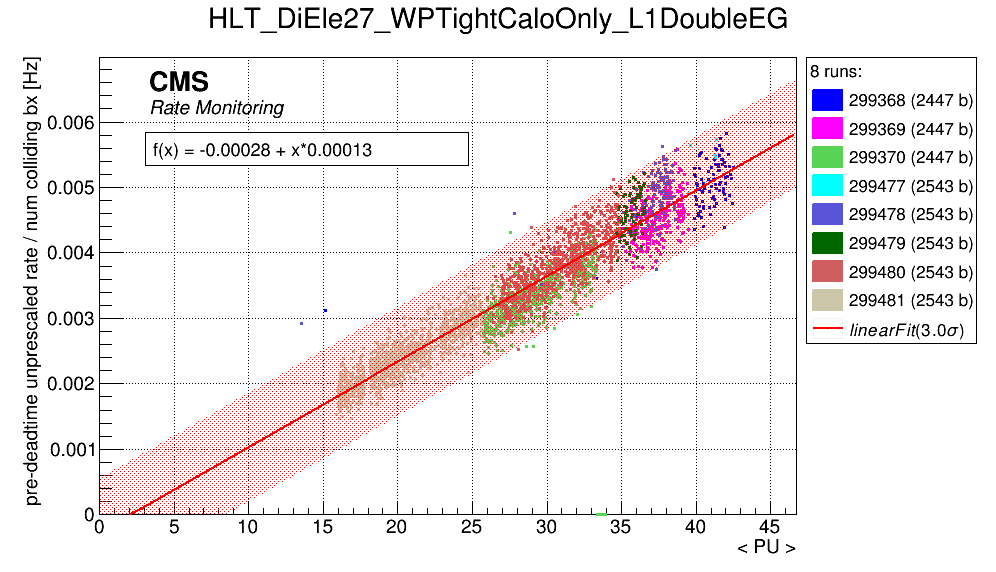 HLT_DiEle27_WPTightCaloOnly_L1DoubleEG
CMS
Rate Monitoring
f(x) = -0.00028 + x*0.00013
pre-deadtime unprescaled rate / num colliding bx [Hz]
0.006
0.005
0.004
0.003
0.002
0.001
0
0 5 10 15 20 25 30 35 40 45
< PU >
8 runs:
299368 (2447 b)
299369 (2447 b)
299370 (2447 b)
299477 (2543 b)
299478 (2543 b)
299479 (2543 b)
299480 (2543 b)
299481 (2543 b)
linearFit(3.0σ)